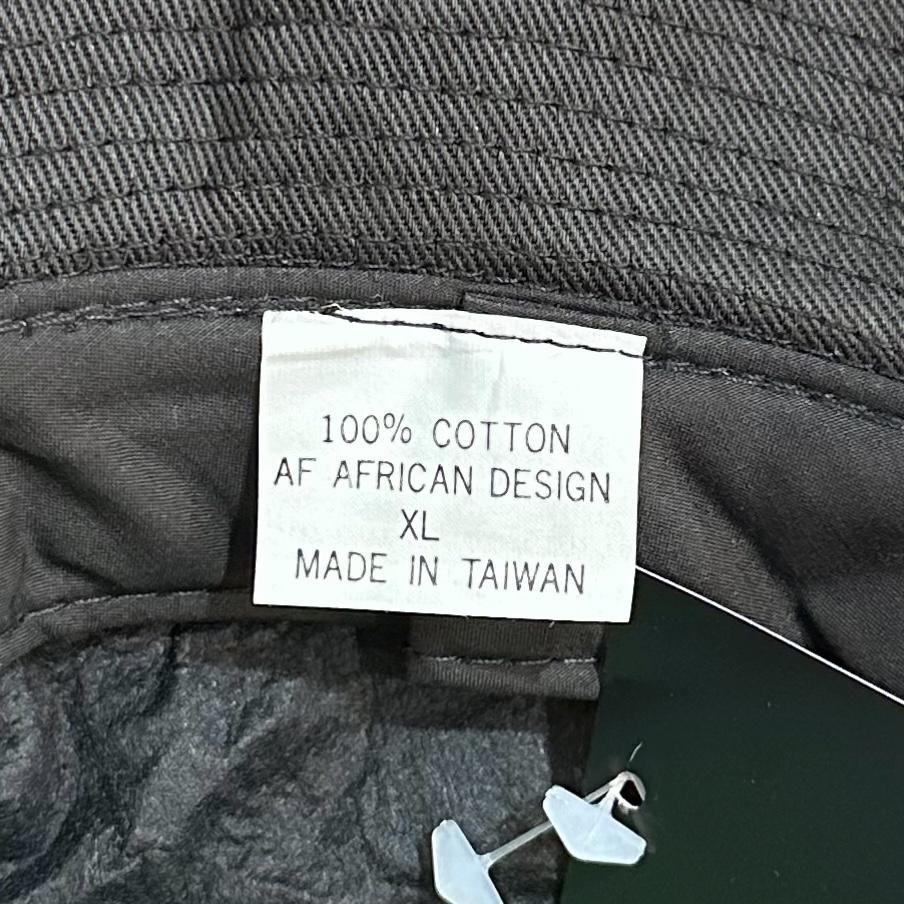 100% COTTON
AF AFRICAN DESIGN
XL
MADE IN TAIWAN